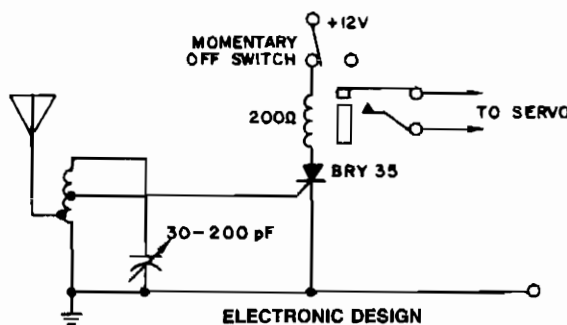 +12V
MOMENTARY
OFF SWITCH
200Ω
TO SERVO
BRY 35
30-200 pF
ELECTRONIC DESIGN